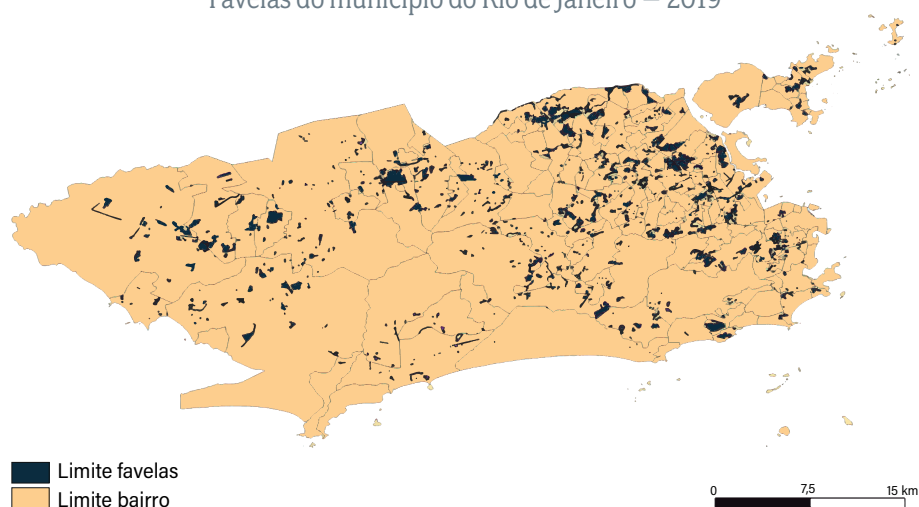 Favelas do município do Rio de Janeiro – 2019
Limite favelas
Limite bairro
0 7,5 15 km